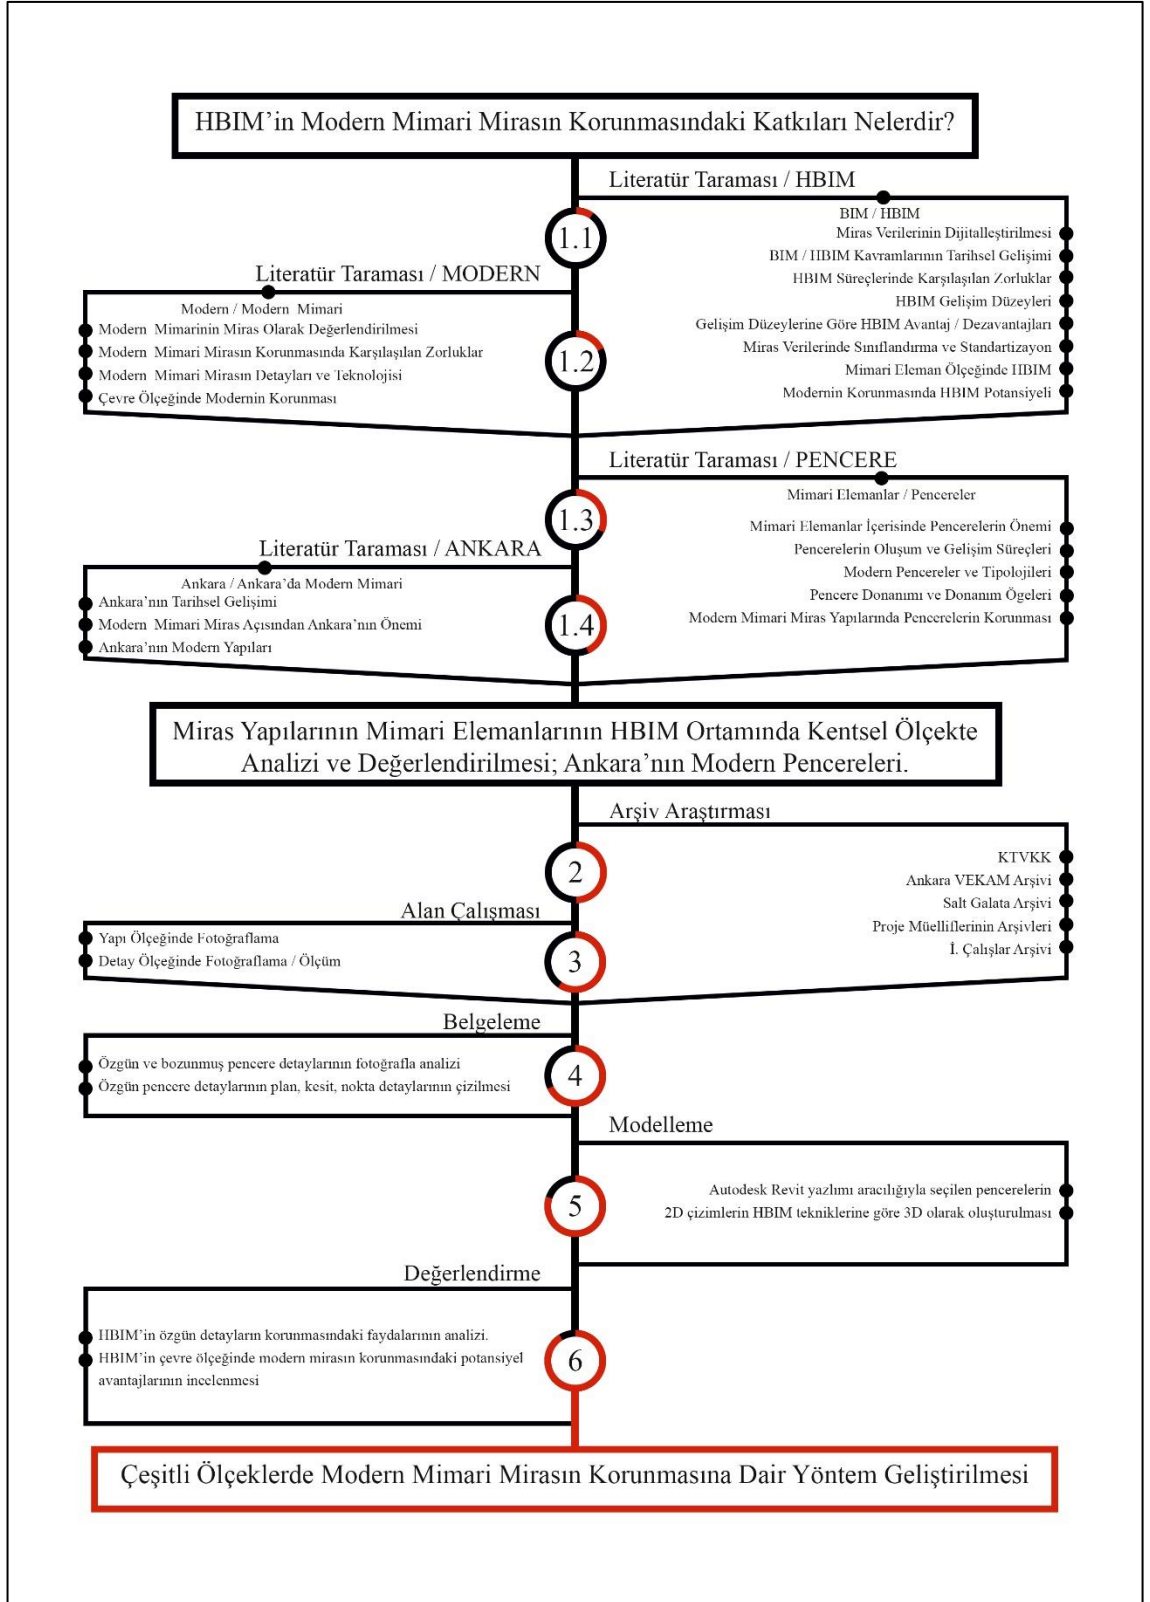 HBIM’in Modern Mimari Mirasın Korunmasındaki Katkıları Nelerdir?
Literatür Taraması / HBIM
1.1
BIM / HBIM
Miras Verilerinin Dijitalleştirilmesi
BIM / HBIM Kavramlarının Tarihsel Gelişimi
HBIM Süreçlerinde Karşılaşılan Zorluklar
HBIM Gelişim Düzeyleri
Gelişim Düzeylerine Göre HBIM Avantaj / Dezavantajları
Miras Verilerinde Sınıflandırma ve Standartizayon
Mimari Eleman Ölçeğinde HBIM
Modernin Korunmasında HBIM Potansiyeli
Literatür Taraması / MODERN
1.2
Modern / Modern Mimari
Modern Mimarinin Miras Olarak Değerlendirilmesi
Modern Mimari Mirasın Korunmasında Karşılaşılan Zorluklar
Modern Mimari Mirasın Detayları ve Teknolojisi
Çevre Ölçeğinde Modernin Korunması
Literatür Taraması / PENCERE
1.3
Mimari Elemanlar / Pencereler
Mimari Elemanlar İçerisinde Pencerelerin Önemi
Pencerelerin Oluşum ve Gelişim Süreçleri
Modern Pencereler ve Tipolojileri
Pencere Donanımı ve Donanım Ögeleri
Modern Mimari Miras Yapılarında Pencerelerin Korunması
Literatür Taraması / ANKARA
1.4
Ankara / Ankara’da Modern Mimari
Ankara’nın Tarihsel Gelişimi
Modern Mimari Miras Açısından Ankara’nın Önemi
Ankara’nın Modern Yapıları
Miras Yapılarının Mimari Elemanlarının HBIM Ortamında Kentsel Ölçekte
Analizi ve Değerlendirilmesi; Ankara’nın Modern Pencereleri.
Arşiv Araştırması
2
KTVKK
Ankara VEKAM Arşivi
Salt Galata Arşivi
Proje Müelliflerinin Arşivleri
İ. Çalışlar Arşivi
Alan Çalışması
3
Yapı Ölçeğinde Fotoğraflama
Detay Ölçeğinde Fotoğraflama / Ölçüm
Belgeleme
4
Özgün ve bozunmuş pencere detaylarının fotoğrafla analizi
Özgün pencere detaylarının plan, kesit, nokta detaylarının çizilmesi
Modelleme
5
Autodesk Revit yazlımı aracılığıyla seçilen pencerelerin
2D çizimlerin HBIM tekniklerine göre 3D olarak oluşturulması
Değerlendirme
6
HBIM’in özgün detayların korunmasındaki faydalarının analizi.
HBIM’in çevre ölçeğinde modern mirasın korunmasındaki potansiyel
avantajlarının incelenmesi
Çeşitli Ölçeklerde Modern Mimari Mirasın Korunmasına Dair Yöntem Geliştirilmesi